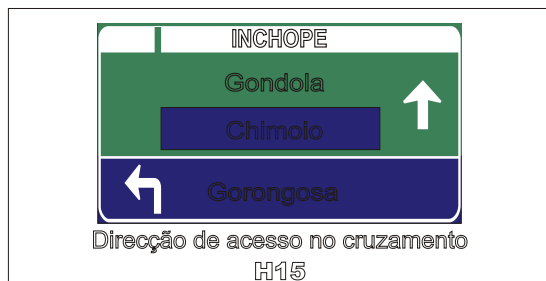 INCHOPE
Gondola
Chimoio
Gorongosa
Direcção de acesso no cruzamento
H15